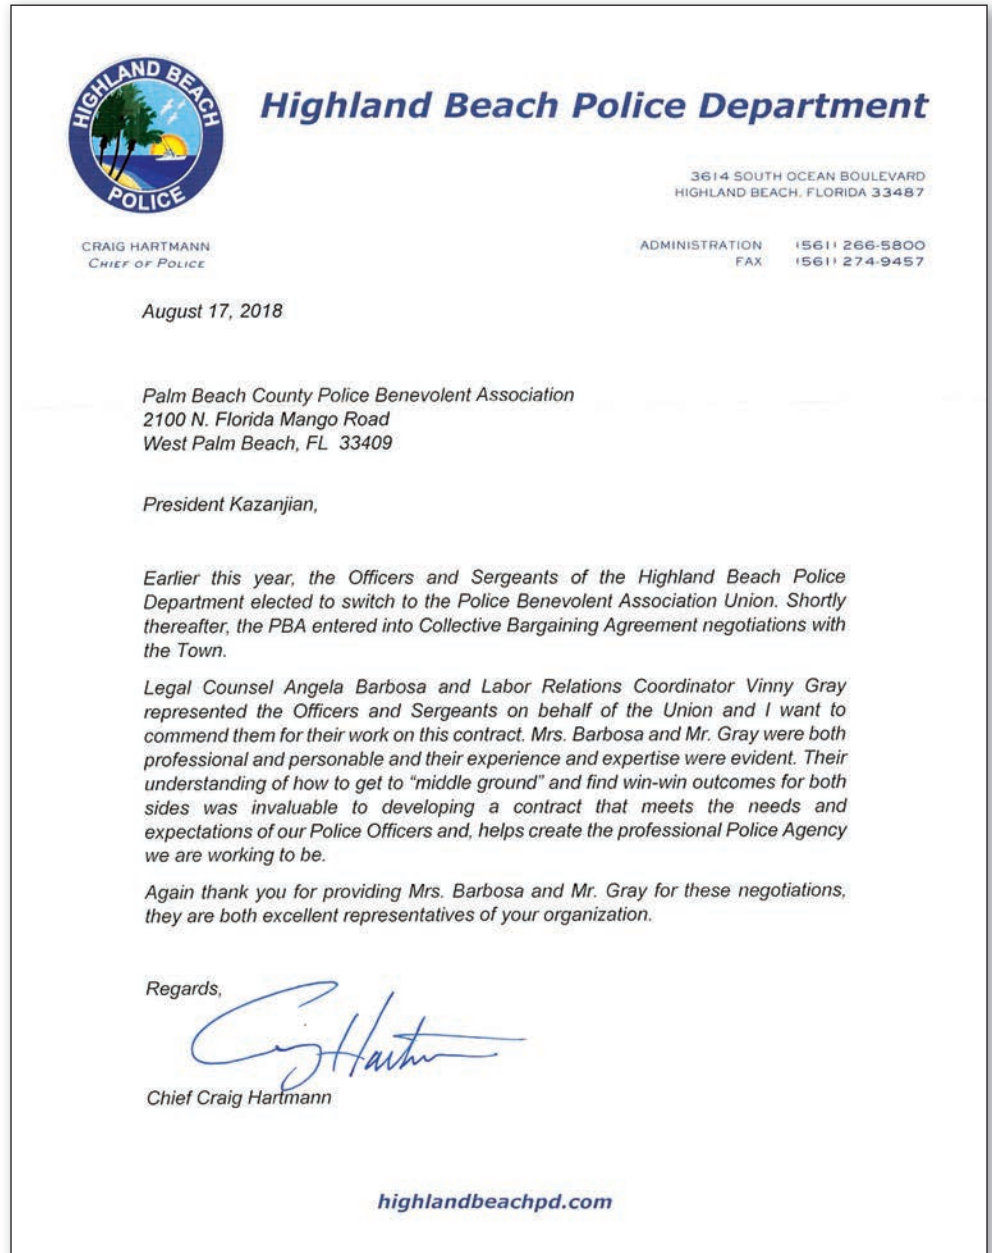 HIGHLAND BEACH
POLICE
Highland Beach Police Department
3614 SOUTH OCEAN BOULEVARD
HIGHLAND BEACH, FLORIDA 33487
CRAIG HARTMANN
CHIEF OF POLICE
ADMINISTRATION (561) 266-5800
FAX (561) 274-9457
August 17, 2018
Palm Beach County Police Benevolent Association
2100 N. Florida Mango Road
West Palm Beach, FL 33409
President Kazanjian,
Earlier this year, the Officers and Sergeants of the Highland Beach Police
Department elected to switch to the Police Benevolent Association Union. Shortly
thereafter, the PBA entered into Collective Bargaining Agreement negotiations with
the Town.
Legal Counsel Angela Barbosa and Labor Relations Coordinator Vinny Gray
represented the Officers and Sergeants on behalf of the Union and I want to
commend them for their work on this contract. Mrs. Barbosa and Mr. Gray were both
professional and personable and their experience and expertise were evident. Their
understanding of how to get to “middle ground” and find win-win outcomes for both
sides was invaluable to developing a contract that meets the needs and
expectations of our Police Officers and, helps create the professional Police Agency
we are working to be.
Again thank you for providing Mrs. Barbosa and Mr. Gray for these negotiations,
they are both excellent representatives of your organization.
Regards,
Craig Hartmann
Chief Craig Hartmann
highlandbeachpd.com